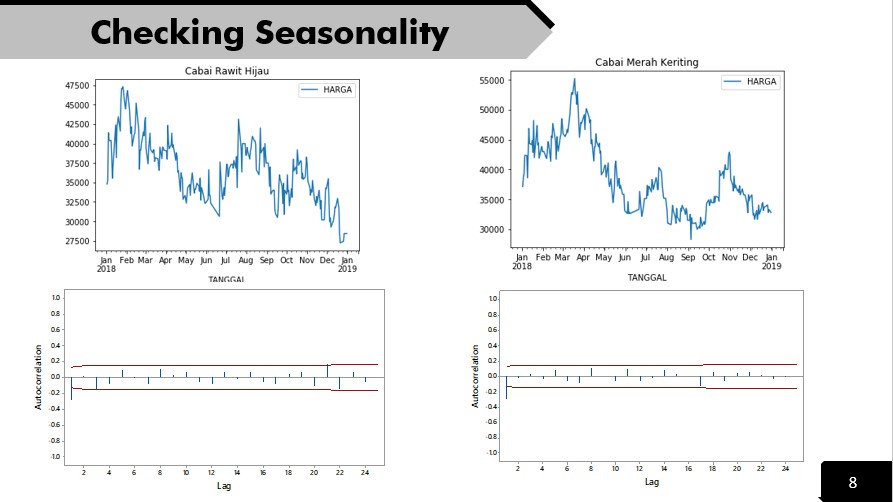 Checking Seasonality
Cabai Rawit Hijau
HARGA
47500
45000
42500
40000
37500
35000
32500
30000
27500
Jan Feb Mar Apr May Jun Jul Aug Sep Oct Nov Dec Jan
2018 2019
TANGGAL
Cabai Merah Keriting
HARGA
55000
50000
45000
40000
35000
30000
Jan Feb Mar Apr May Jun Jul Aug Sep Oct Nov Dec Jan
2018 2019
TANGGAL
Autocorrelation
1.0
0.8
0.6
0.4
0.2
0.0
-0.2
-0.4
-0.6
-0.8
-1.0
2 4 6 8 10 12 14 16 18 20 22 24
Lag
Autocorrelation
1.0
0.8
0.6
0.4
0.2
0.0
-0.2
-0.4
-0.6
-0.8
-1.0
2 4 6 8 10 12 14 16 18 20 22 24
Lag
8